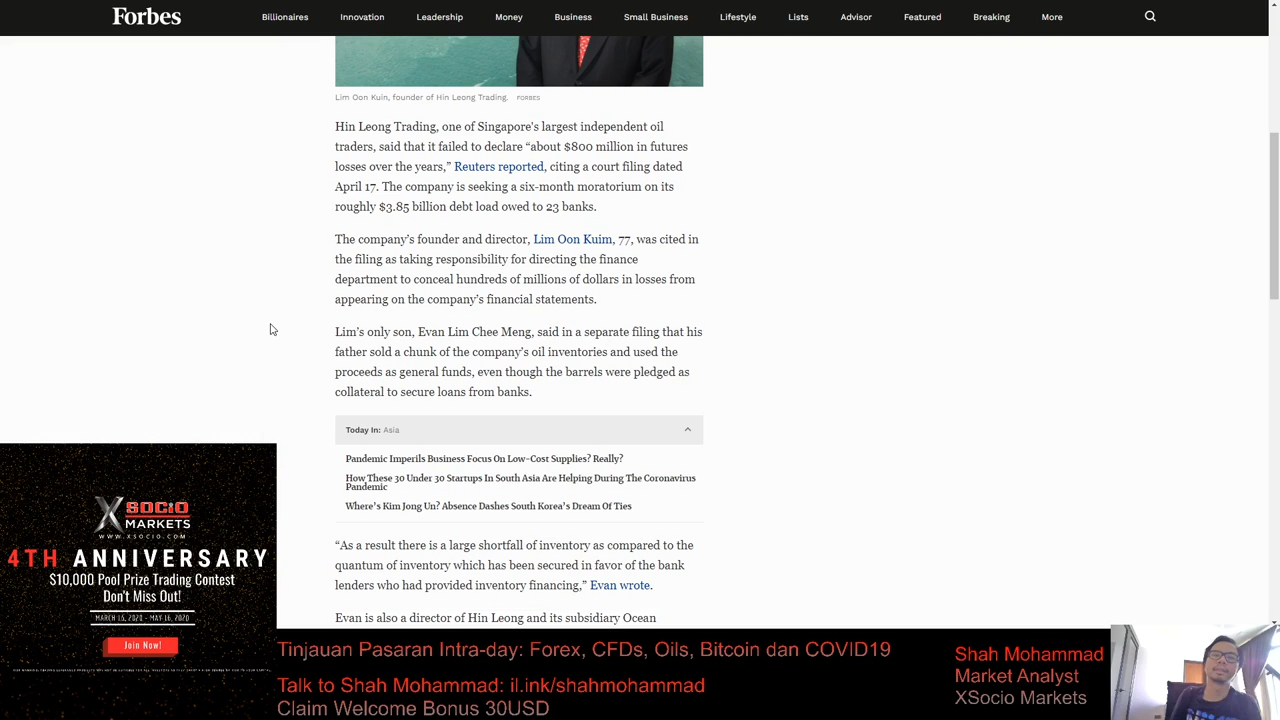 Forbes
Billionaires Innovation Leadership Money Business Small Business Lifestyle Lists Advisor Featured Breaking More
Lim Oon Kuin, founder of Hin Leong Trading. FORBES
Hin Leong Trading, one of Singapore's largest independent oil
traders, said that it failed to declare “about $800 million in futures
losses over the years,” Reuters reported, citing a court filing dated
April 17. The company is seeking a six-month moratorium on its
roughly $3.85 billion debt load owed to 23 banks.
The company’s founder and director, Lim Oon Kuim, 77, was cited in
the filing as taking responsibility for directing the finance
department to conceal hundreds of millions of dollars in losses from
appearing on the company’s financial statements.
Lim’s only son, Evan Lim Chee Meng, said in a separate filing that his
father sold a chunk of the company’s oil inventories and used the
proceeds as general funds, even though the barrels were pledged as
collateral to secure loans from banks.
Today In: Asia
Pandemic Imperils Business Focus On Low-Cost Supplies? Really?
How These 30 Under 30 Startups In South Asia Are Helping During The Coronavirus
Pandemic
Where's Kim Jong Un? Absence Dashes South Korea's Dream Of Ties
“As a result there is a large shortfall of inventory as compared to the
quantum of inventory which has been secured in favor of the bank
lenders who had provided inventory financing,” Evan wrote.
Evan is also a director of Hin Leong and its subsidiary Ocean
X SOCIO
MARKETS
WWW.XSOCIO.COM
4TH ANNIVERSARY
$10,000 Pool Prize Trading Contest
Don't Miss Out!
MARCH 15, 2020 - MAY 16, 2020
Join Now!
Tinjauan Pasaran Intra-day: Forex, CFDs, Oils, Bitcoin dan COVID19
Talk to Shah Mohammad: il.ink/shahmohammad
Claim Welcome Bonus 30USD
Shah Mohammad
Market Analyst
XSocio Markets